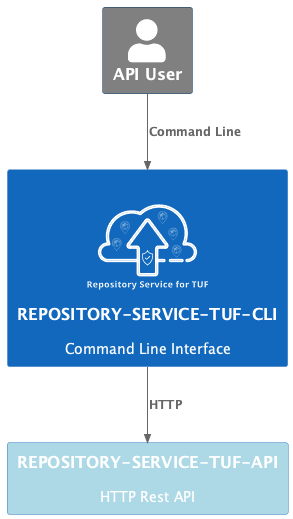 API User
Command Line
Repository Service for TUF
REPOSITORY-SERVICE-TUF-CLI
Command Line Interface
HTTP
REPOSITORY-SERVICE-TUF-API
HTTP Rest API